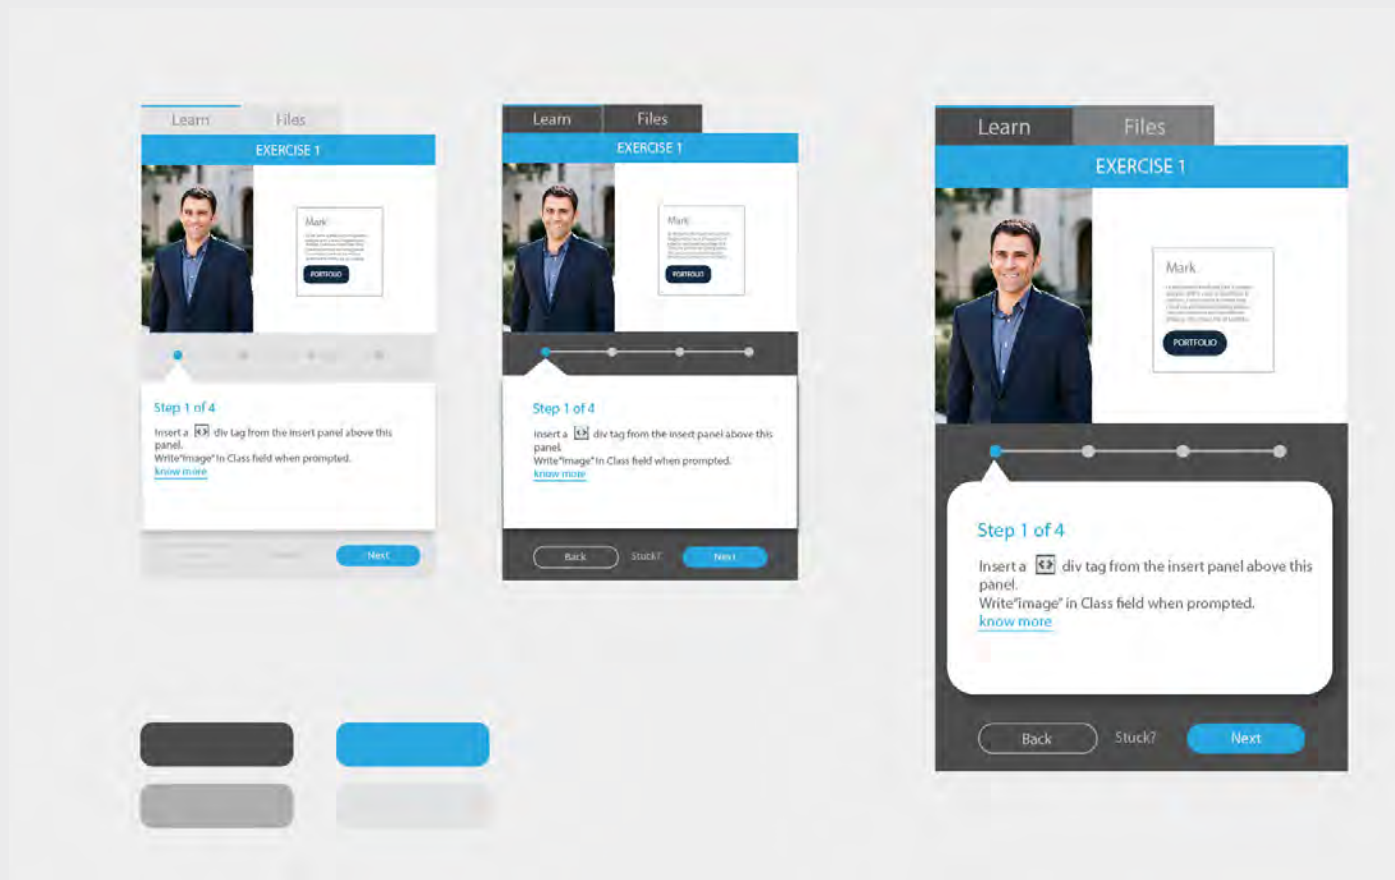 Learn
Files
EXERCISE 1
Mark
PORTFOLIO
Step 1 of 4
Insert a <> div tag from the insert panel above this
panel.
Write"image" in Class field when prompted.
know more
Next
Learn
Files
EXERCISE 1
Mark
PORTFOLIO
Step 1 of 4
Insert a <> div tag from the insert panel above this
panel.
Write"image" in Class field when prompted.
know more
Back
Stuck?
Next
Learn
Files
EXERCISE 1
Mark
PORTFOLIO
Step 1 of 4
Insert a <> div tag from the insert panel above this
panel.
Write"image" in Class field when prompted.
know more
Back
Stuck?
Next